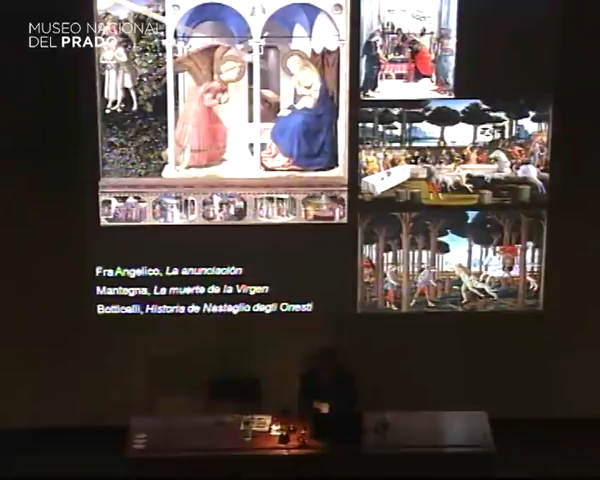 MUSEO NACIONAL
DEL PRADO
Fra Angelico, La anunciación
Mantegna, La muerte de la Virgen
Botticelli, Historia de Nastagio degli Onesti